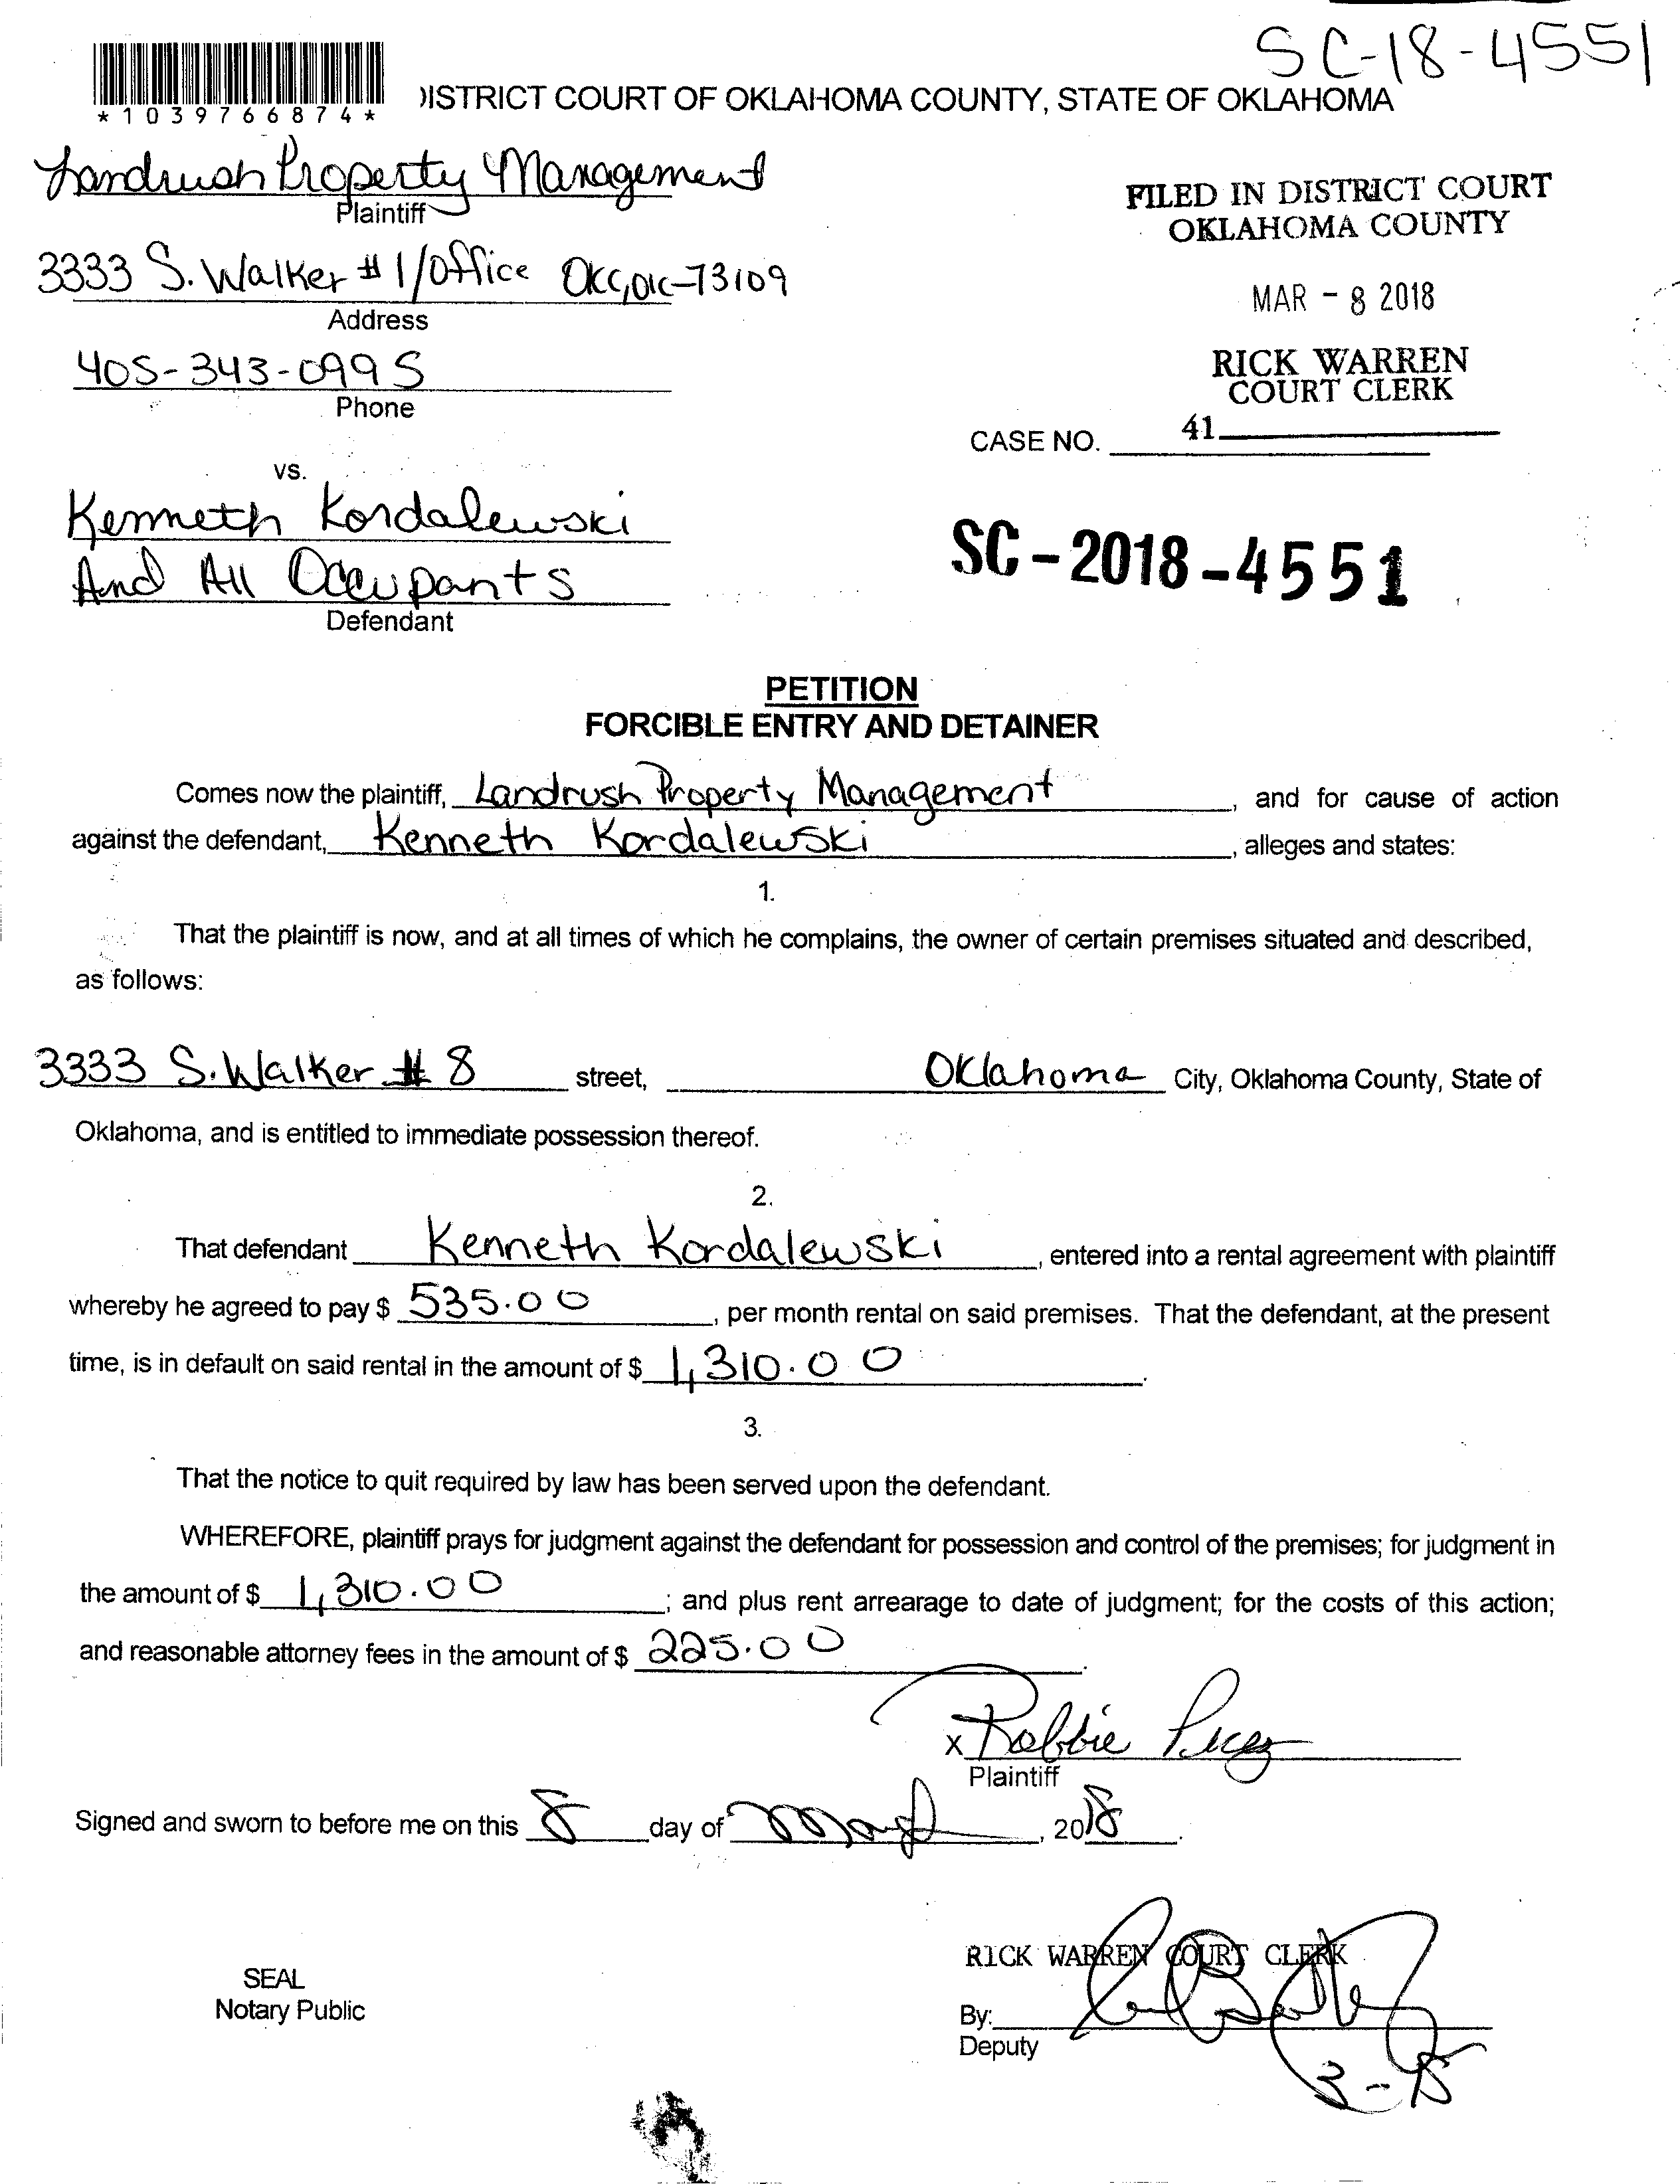 SC-18-4551
*1039766874*
DISTRICT COURT OF OKLAHOMA COUNTY, STATE OF OKLAHOMA
Landrush Property Management
Plaintiff
3333 S. Walker #1/Office OKC, OK-73109
Address
405-343-0995
Phone
FILED IN DISTRICT COURT
OKLAHOMA COUNTY
MAR - 8 2018
RICK WARREN
COURT CLERK
41
CASE NO.
vs.
Kenneth Kordalewski
And All Occupants
Defendant
SC-2018-4551
PETITION
FORCIBLE ENTRY AND DETAINER
Comes now the plaintiff, Landrush Property Management, and for cause of action
against the defendant, Kenneth Kordalewski, alleges and states:
1.
That the plaintiff is now, and at all times of which he complains, the owner of certain premises situated and described,
as follows:
3333 S. Walker #8 street, Oklahoma City, Oklahoma County, State of
Oklahoma, and is entitled to immediate possession thereof.
2.
That defendant Kenneth Kordalewski, entered into a rental agreement with plaintiff
whereby he agreed to pay $ 535.00, per month rental on said premises. That the defendant, at the present
time, is in default on said rental in the amount of $ 1,310.00.
3.
That the notice to quit required by law has been served upon the defendant.
WHEREFORE, plaintiff prays for judgment against the defendant for possession and control of the premises; for judgment in
the amount of $ 1,310.00; and plus rent arrearage to date of judgment; for the costs of this action;
and reasonable attorney fees in the amount of $ 225.00.
x Robbie Perez
Plaintiff
Signed and sworn to before me on this 8 day of March, 2018.
RICK WARREN COURT CLERK
SEAL
Notary Public
By:
Deputy